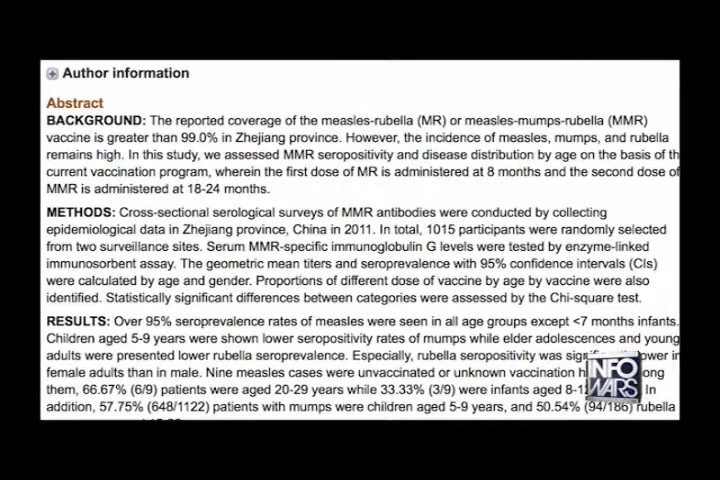 Author information
Abstract
BACKGROUND: The reported coverage of the measles-rubella (MR) or measles-mumps-rubella (MMR)
vaccine is greater than 99.0% in Zhejiang province. However, the incidence of measles, mumps, and rubella
remains high. In this study, we assessed MMR seropositivity and disease distribution by age on the basis of th
current vaccination program, wherein the first dose of MR is administered at 8 months and the second dose of
MMR is administered at 18-24 months.
METHODS: Cross-sectional serological surveys of MMR antibodies were conducted by collecting
epidemiological data in Zhejiang province, China in 2011. In total, 1015 participants were randomly selected
from two surveillance sites. Serum MMR-specific immunoglobulin G levels were tested by enzyme-linked
immunosorbent assay. The geometric mean titers and seroprevalence with 95% confidence intervals (CIs)
were calculated by age and gender. Proportions of different dose of vaccine by age by vaccine were also
identified. Statistically significant differences between categories were assessed by the Chi-square test.
RESULTS: Over 95% seroprevalence rates of measles were seen in all age groups except <7 months infants.
Children aged 5-9 years were shown lower seropositivity rates of mumps while elder adolescences and young
adults were presented lower rubella seroprevalence. Especially, rubella seropositivity was significantly lower in
female adults than in male. Nine measles cases were unvaccinated or unknown vaccination
them, 66.67% (6/9) patients were aged 20-29 years while 33.33% (3/9) were infants aged In
addition, 57.75% (648/1122) patients with mumps were children aged 5-9 years, and 50.54% (94/186) rubella
INFO
WARS